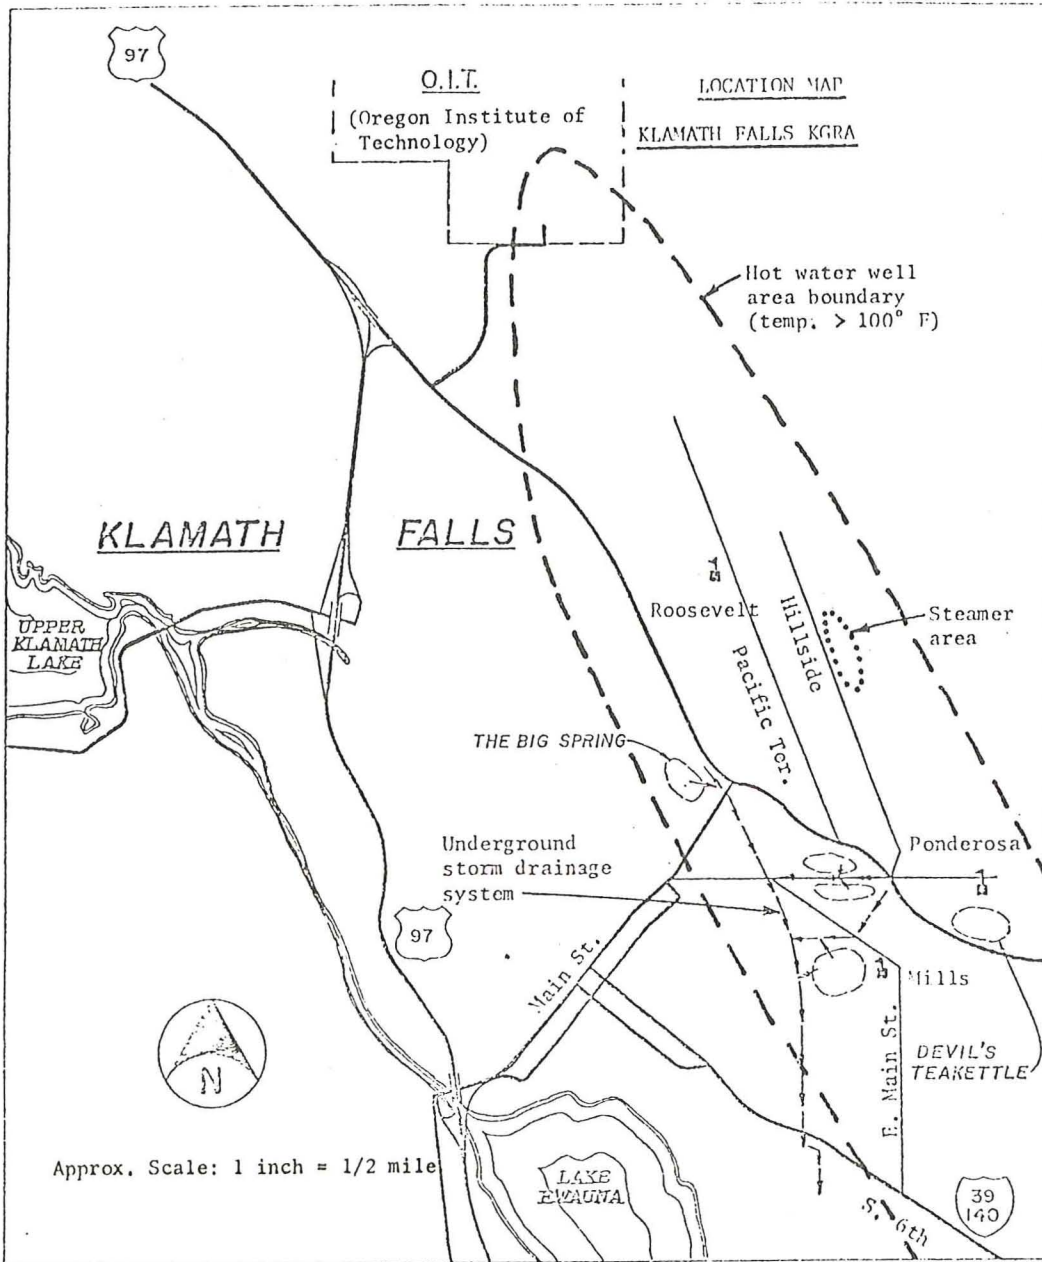 97
O.I.T.
(Oregon Institute of
Technology)
LOCATION MAP
KLAMATH FALLS KGRA
Hot water well
area boundary
(temp. > 100° F)
KLAMATH FALLS
UPPER
KLAMATH
LAKE
Roosevelt
Hillside
Steamer
area
Pacific Ter.
THE BIG SPRING
Underground
storm drainage
system
Ponderosa
97
Main St.
Mills
E. Main St.
DEVIL'S
TEAKETTLE
N
Approx. Scale: 1 inch = 1/2 mile
LAKE
EWAUNA
S. 6th
39
140